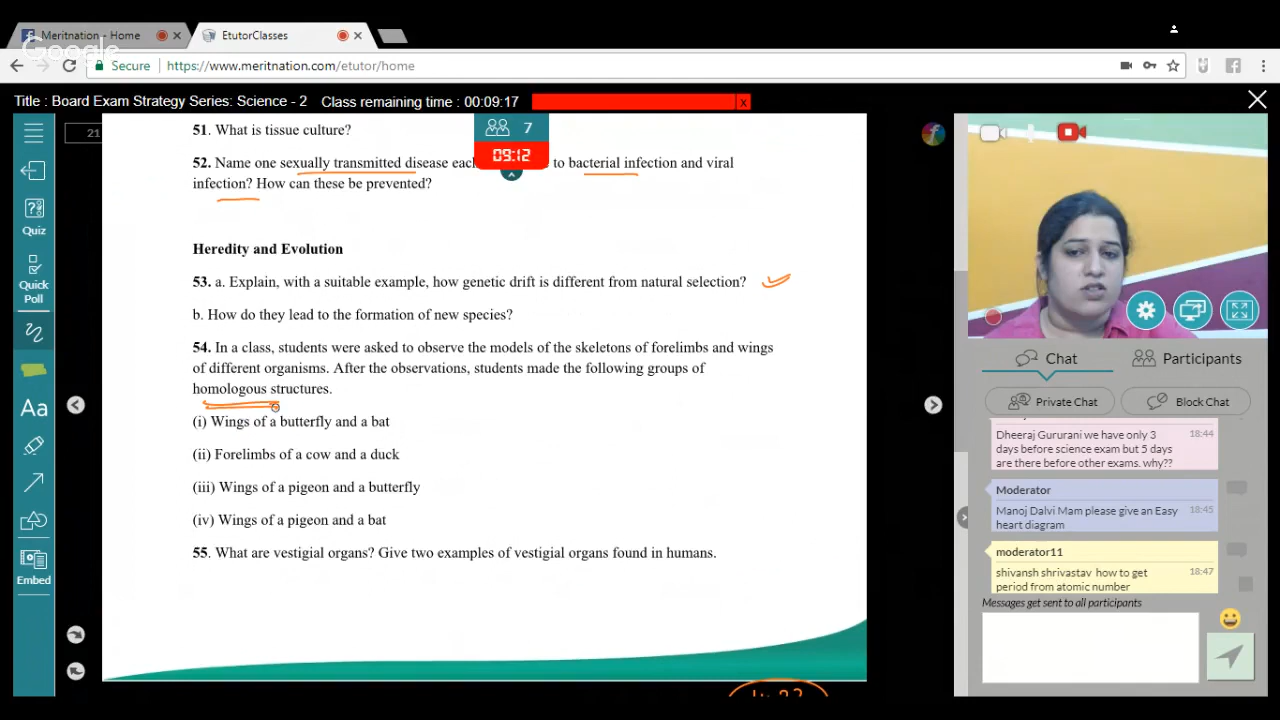 Meritnation - Home
EtutorClasses
Google
Secure
https://www.meritnation.com/etutor/home
Title : Board Exam Strategy Series: Science - 2 Class remaining time : 00:09:17
x
21
7
09:12
51. What is tissue culture?
52. Name one sexually transmitted disease each to bacterial infection and viral
infection? How can these be prevented?
Heredity and Evolution
53. a. Explain, with a suitable example, how genetic drift is different from natural selection?
b. How do they lead to the formation of new species?
54. In a class, students were asked to observe the models of the skeletons of forelimbs and wings
of different organisms. After the observations, students made the following groups of
homologous structures.
(i) Wings of a butterfly and a bat
(ii) Forelimbs of a cow and a duck
(iii) Wings of a pigeon and a butterfly
(iv) Wings of a pigeon and a bat
55. What are vestigial organs? Give two examples of vestigial organs found in humans.
Quiz
Quick
Poll
Aa
Embed
Chat
Participants
Private Chat
Block Chat
Dheeraj Gururani we have only 3
days before science exam but 5 days
are there before other exams. why??
18:44
Moderator
Manoj Dalvi Mam please give an Easy
heart diagram
18:45
moderator11
shivansh shrivastav how to get
period from atomic number
18:47
Messages get sent to all participants